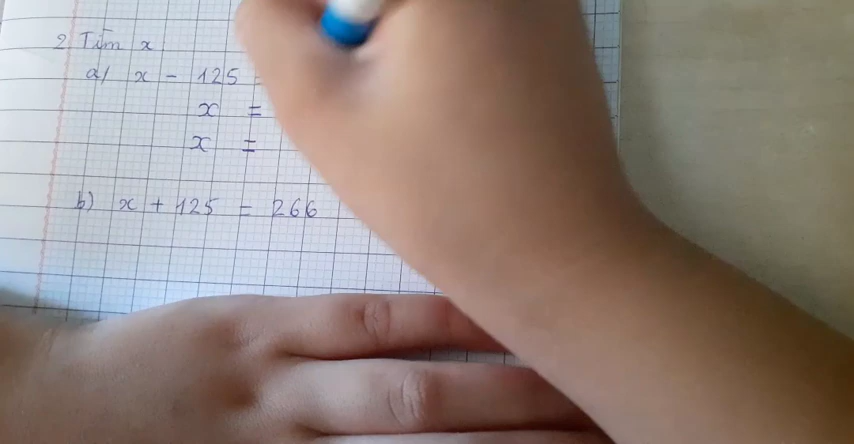 2 Tìm x
a/ x - 125 =
x =
x =
b) x + 125 = 266